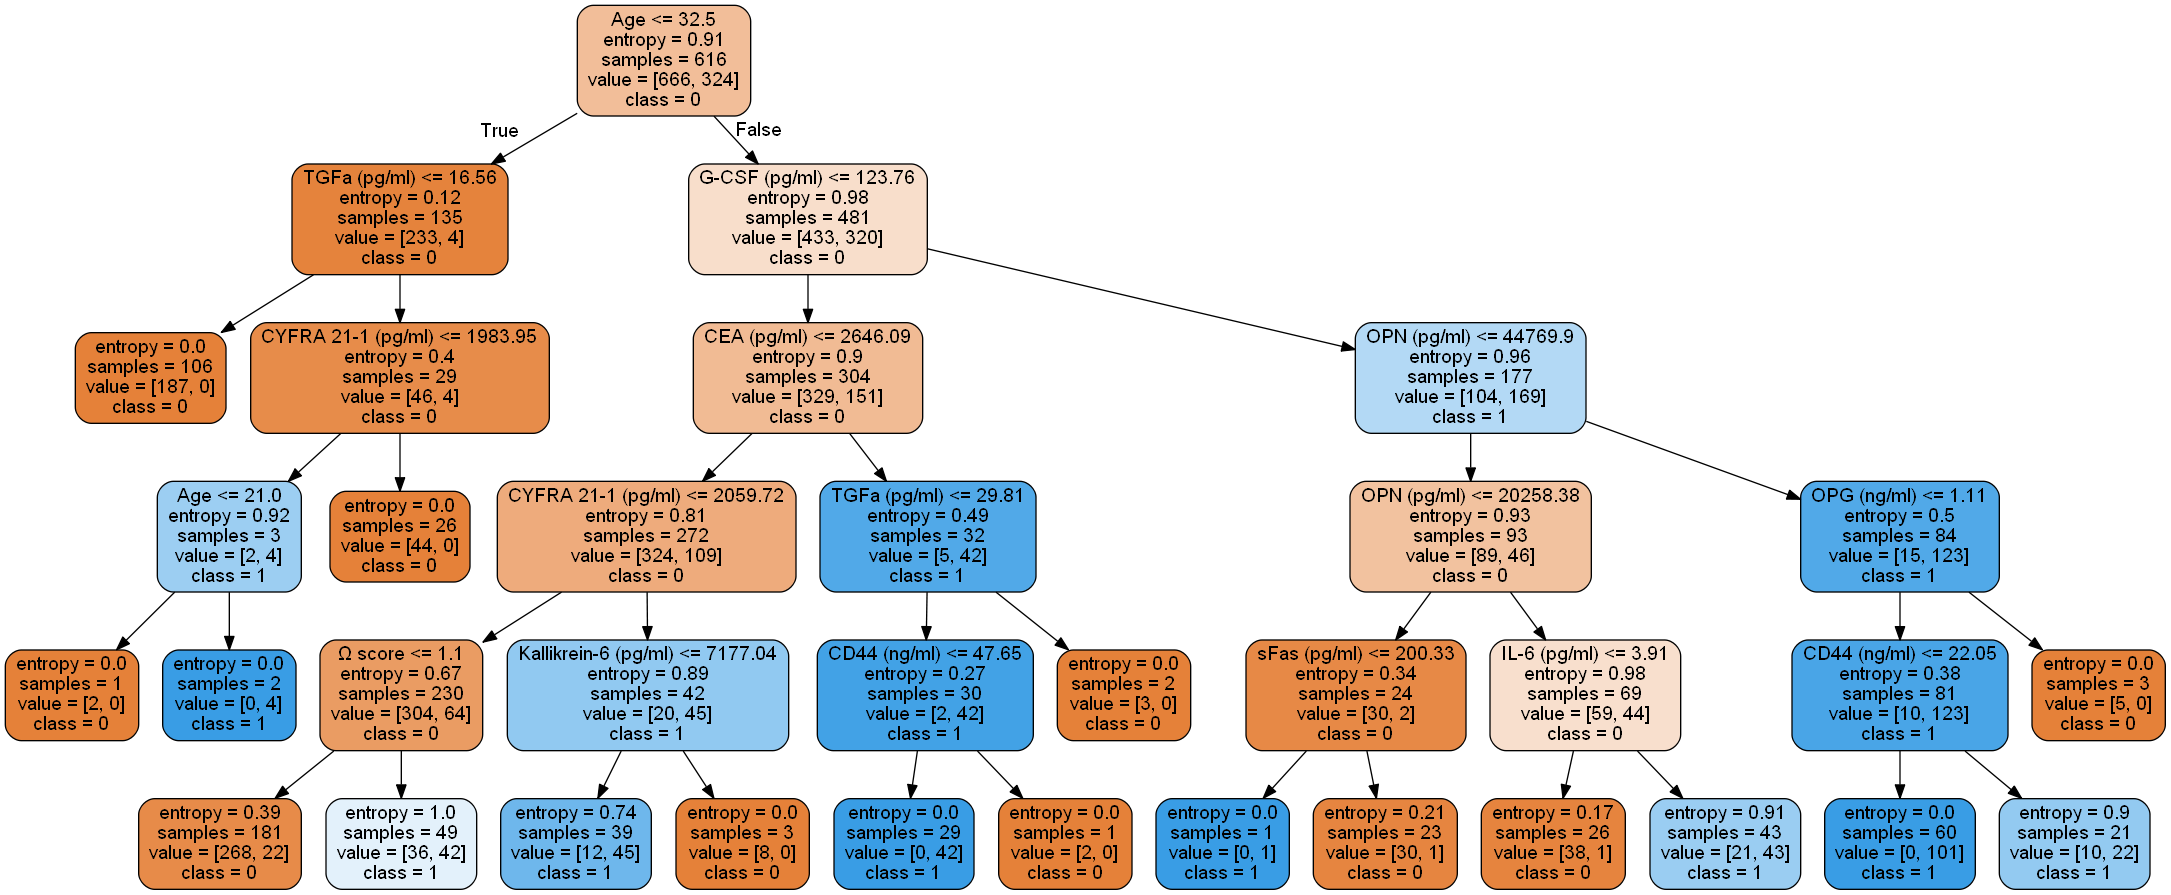 Age <= 32.5
entropy = 0.91
samples = 616
value = [666, 324]
class = 0
True
False
TGFa (pg/ml) <= 16.56
entropy = 0.12
samples = 135
value = [233, 4]
class = 0
G-CSF (pg/ml) <= 123.76
entropy = 0.98
samples = 481
value = [433, 320]
class = 0
entropy = 0.0
samples = 106
value = [187, 0]
class = 0
CYFRA 21-1 (pg/ml) <= 1983.95
entropy = 0.4
samples = 29
value = [46, 4]
class = 0
CEA (pg/ml) <= 2646.09
entropy = 0.9
samples = 304
value = [329, 151]
class = 0
OPN (pg/ml) <= 44769.9
entropy = 0.96
samples = 177
value = [104, 169]
class = 1
Age <= 21.0
entropy = 0.92
samples = 3
value = [2, 4]
class = 1
entropy = 0.0
samples = 26
value = [44, 0]
class = 0
CYFRA 21-1 (pg/ml) <= 2059.72
entropy = 0.81
samples = 272
value = [324, 109]
class = 0
TGFa (pg/ml) <= 29.81
entropy = 0.49
samples = 32
value = [5, 42]
class = 1
OPN (pg/ml) <= 20258.38
entropy = 0.93
samples = 93
value = [89, 46]
class = 0
OPG (ng/ml) <= 1.11
entropy = 0.5
samples = 84
value = [15, 123]
class = 1
entropy = 0.0
samples = 1
value = [2, 0]
class = 0
entropy = 0.0
samples = 2
value = [0, 4]
class = 1
Ω score <= 1.1
entropy = 0.67
samples = 230
value = [304, 64]
class = 0
Kallikrein-6 (pg/ml) <= 7177.04
entropy = 0.89
samples = 42
value = [20, 45]
class = 1
CD44 (ng/ml) <= 47.65
entropy = 0.27
samples = 30
value = [2, 42]
class = 1
entropy = 0.0
samples = 2
value = [3, 0]
class = 0
sFas (pg/ml) <= 200.33
entropy = 0.34
samples = 24
value = [30, 2]
class = 0
IL-6 (pg/ml) <= 3.91
entropy = 0.98
samples = 69
value = [59, 44]
class = 0
CD44 (ng/ml) <= 22.05
entropy = 0.38
samples = 81
value = [10, 123]
class = 1
entropy = 0.0
samples = 3
value = [5, 0]
class = 0
entropy = 0.39
samples = 181
value = [268, 22]
class = 0
entropy = 1.0
samples = 49
value = [36, 42]
class = 1
entropy = 0.74
samples = 39
value = [12, 45]
class = 1
entropy = 0.0
samples = 3
value = [8, 0]
class = 0
entropy = 0.0
samples = 29
value = [0, 42]
class = 1
entropy = 0.0
samples = 1
value = [2, 0]
class = 0
entropy = 0.0
samples = 1
value = [0, 1]
class = 1
entropy = 0.21
samples = 23
value = [30, 1]
class = 0
entropy = 0.17
samples = 26
value = [38, 1]
class = 0
entropy = 0.91
samples = 43
value = [21, 43]
class = 1
entropy = 0.0
samples = 60
value = [0, 101]
class = 1
entropy = 0.9
samples = 21
value = [10, 22]
class = 1